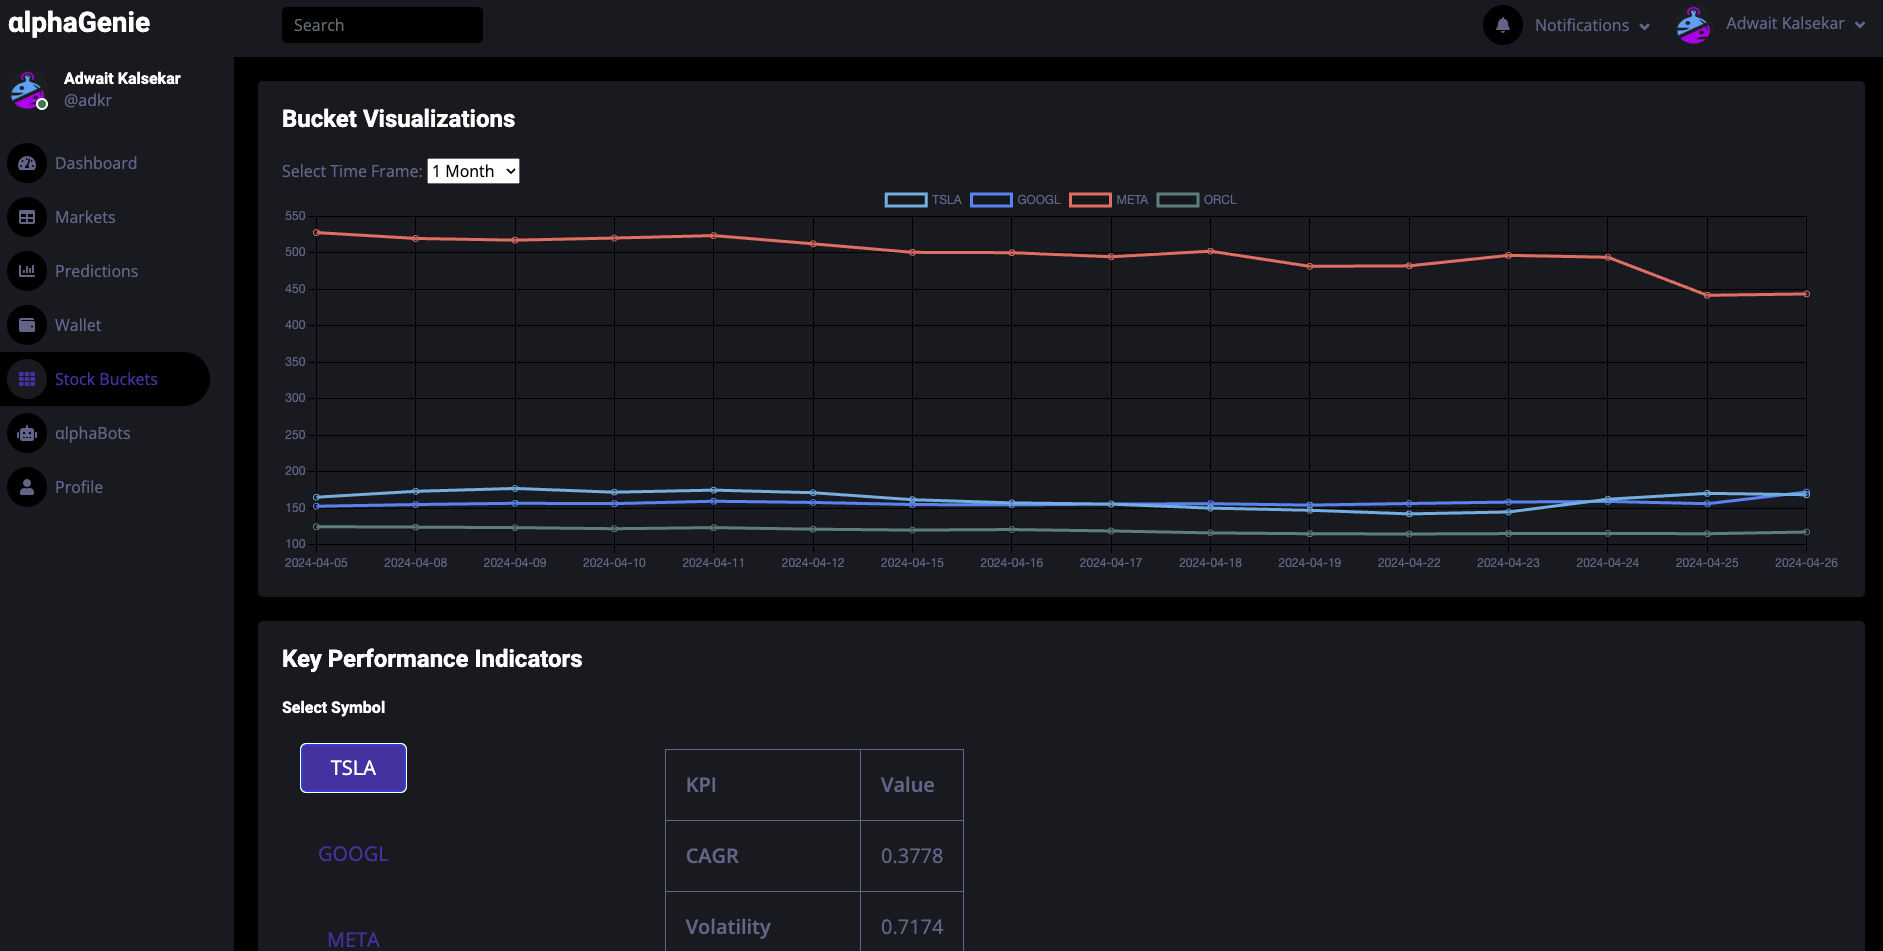 αlphaGenie
Search
Notifications
Adwait Kalsekar
Adwait Kalsekar
@adkr
Dashboard
Markets
Predictions
Wallet
Stock Buckets
αlphaBots
Profile
Bucket Visualizations
Select Time Frame: 1 Month
TSLA GOOGL META ORCL
550
500
450
400
350
300
250
200
150
100
2024-04-05 2024-04-08 2024-04-09 2024-04-10 2024-04-11 2024-04-12 2024-04-15 2024-04-16 2024-04-17 2024-04-18 2024-04-19 2024-04-22 2024-04-23 2024-04-24 2024-04-25 2024-04-26
Key Performance Indicators
Select Symbol
TSLA
GOOGL
META
KPI Value
CAGR 0.3778
Volatility 0.7174